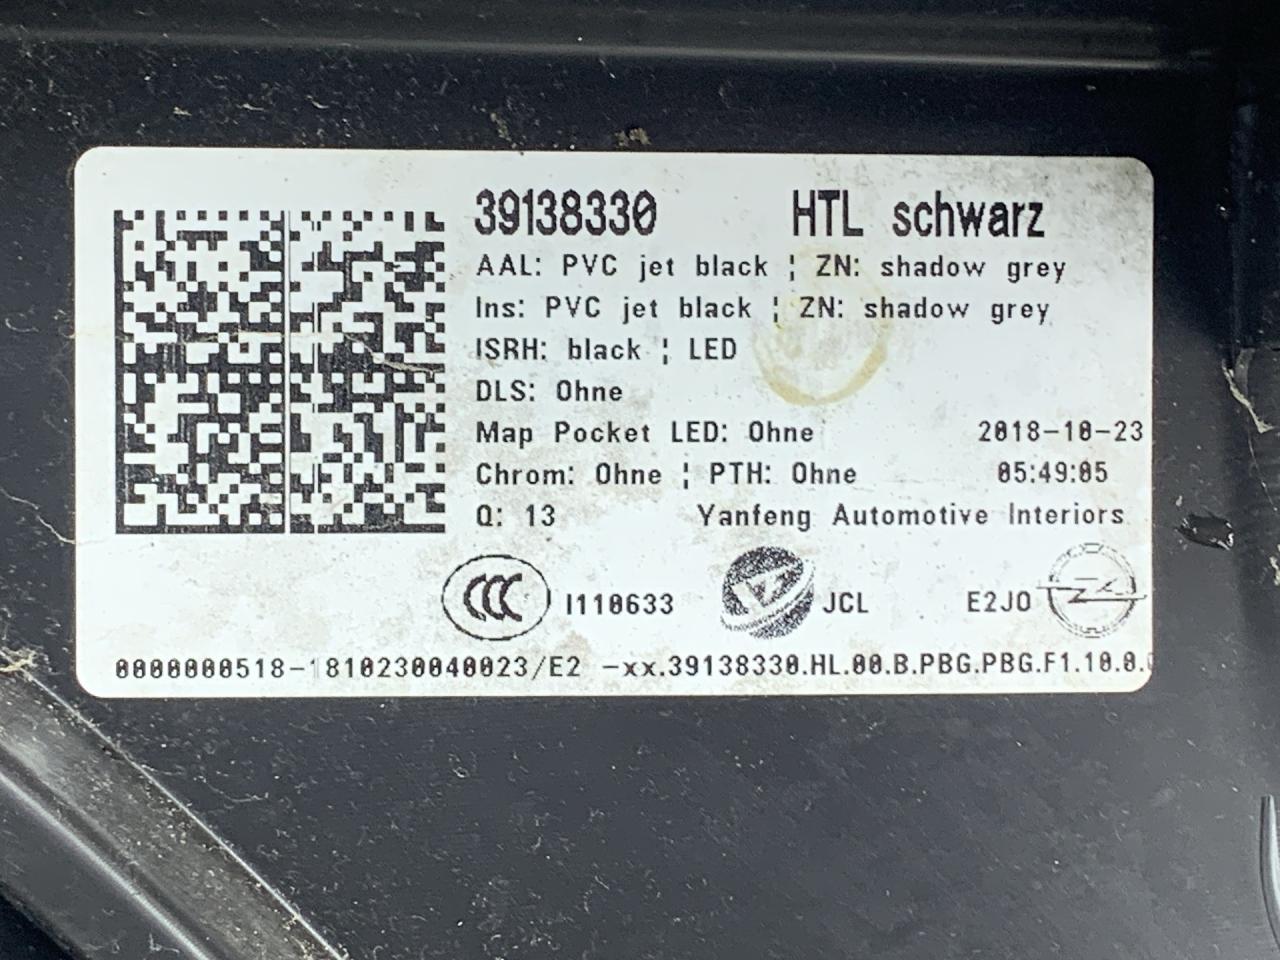 39138330 HTL schwarz
AAL: PVC jet black ¦ ZN: shadow grey
Ins: PVC jet black ¦ ZN: shadow grey
ISRH: black ¦ LED
DLS: Ohne
Map Pocket LED: Ohne 2018-10-23
Chrom: Ohne ¦ PTH: Ohne 05:49:05
Q: 13 Yanfeng Automotive Interiors
CCC I110633 JCL E2JO
0000000518-1810230040023/E2 -xx.39138330.HL.00.B.PBG.PBG.F1.10.0.